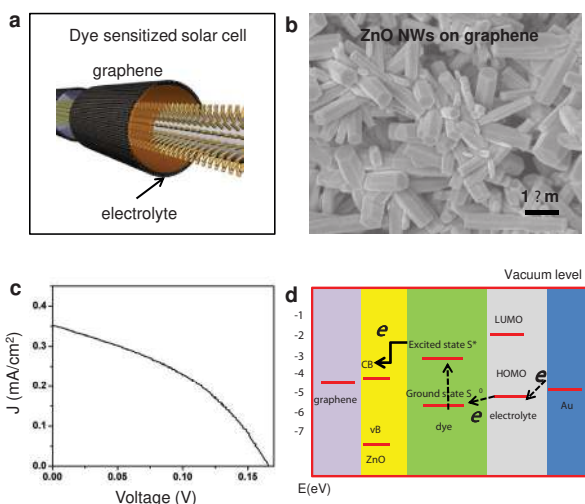 a
Dye sensitized solar cell
graphene
electrolyte
b
ZnO NWs on graphene
1 ?m
c
J (mA/cm²)
0.4
0.3
0.2
0.1
0.0
0.00
0.05
0.10
0.15
Voltage (V)
d
Vacuum level
-1
-2
-3
-4
-5
-6
-7
E(eV)
graphene
e
CB
vB
ZnO
Excited state S*
Ground state S⁰
dye
e
LUMO
HOMO
electrolyte
e
Au